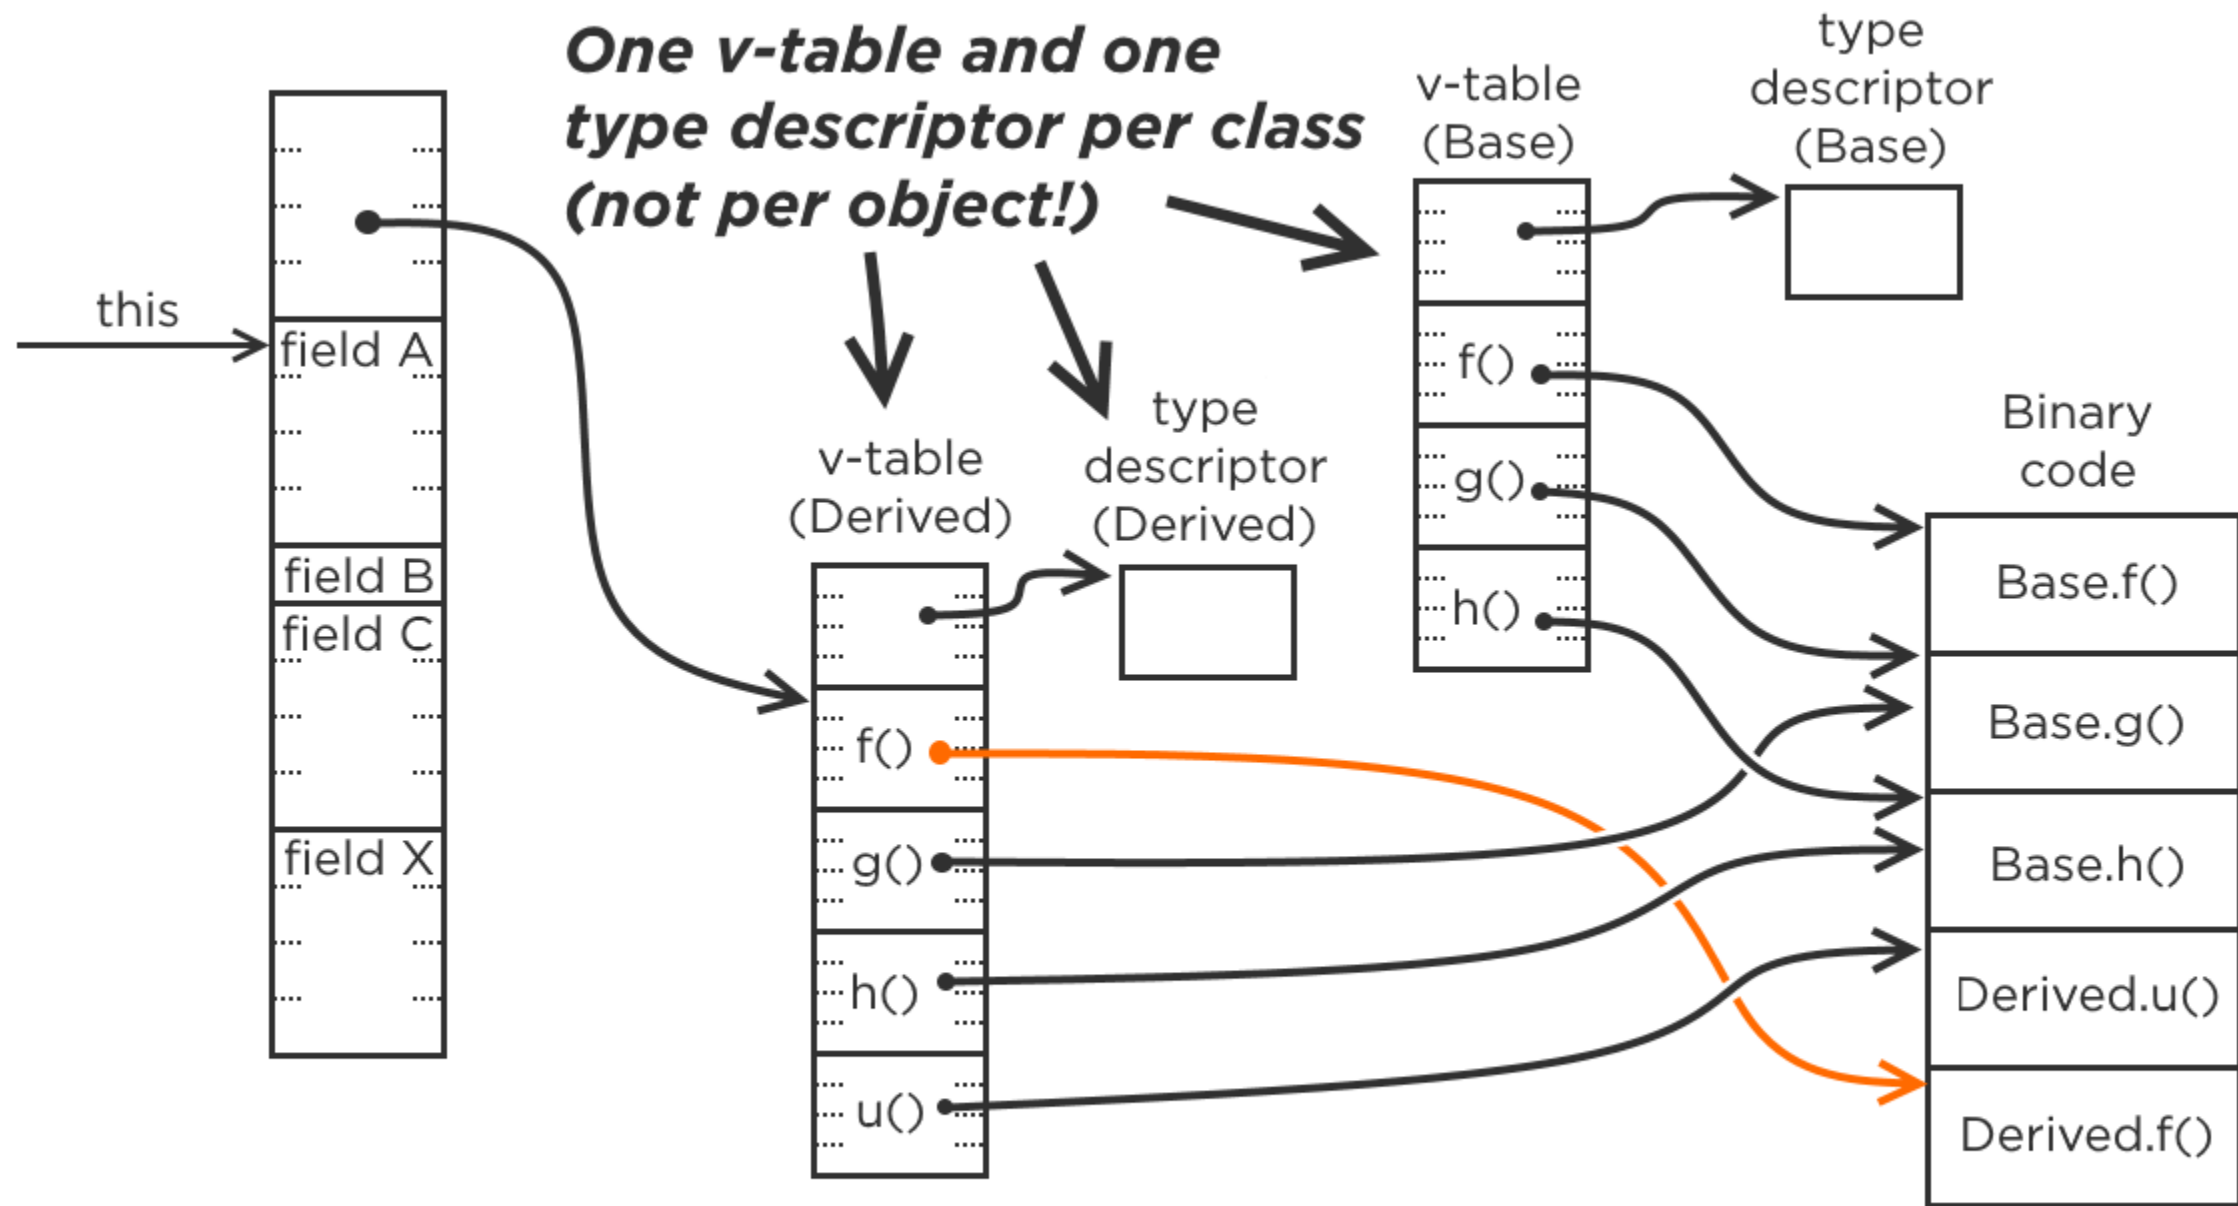 One v-table and one
type descriptor per class
(not per object!)
this
field A
field B
field C
field X
v-table
(Derived)
f()
g()
h()
u()
type
descriptor
(Derived)
v-table
(Base)
f()
g()
h()
type
descriptor
(Base)
Binary
code
Base.f()
Base.g()
Base.h()
Derived.u()
Derived.f()